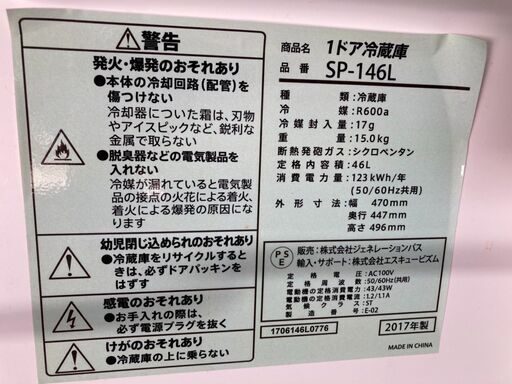 ⚠警告
発火・爆発のおそれあり
●本体の冷却回路(配管)を
傷つけない
冷却器についた霜は、刃物
やアイスピックなど、鋭利な
金属で取らない
●脱臭器などの電気製品を
入れない
冷媒が漏れていると電気製
品の接点の火花による着火、
着火による爆発の原因に
なります
幼児閉じ込められのおそれあり
●冷蔵庫をリサイクルすると
きは、必ずドアパッキンを
はずす
感電のおそれあり
●お手入れの際は、
必ず電源プラグを抜く
けがのおそれあり
●冷蔵庫の上に乗らない
商品名 1ドア冷蔵庫
品番 SP-146L
種類:冷蔵庫
冷媒:R600a
冷媒封入量:17g
重量:15.0kg
断熱発砲ガス:シクロペンタン
定格内容積:46L
消費電力量:123kWh/年
(50/60Hz共用)
外形寸法:幅 470mm
奥行447mm
高さ496mm
PSE
販売:株式会社ジェネレーションパス
輸入・サポート:株式会社エスキュービズム
定格電圧:AC100V
定格周波数:50/60Hz(共用)
電動機の定格消費電力:43/43W
電動機の定格消費電流:1.2/1.1A
気候クラス:ST
製造番号:E-02
1706146L0776
2017年製
MADE IN CHINA